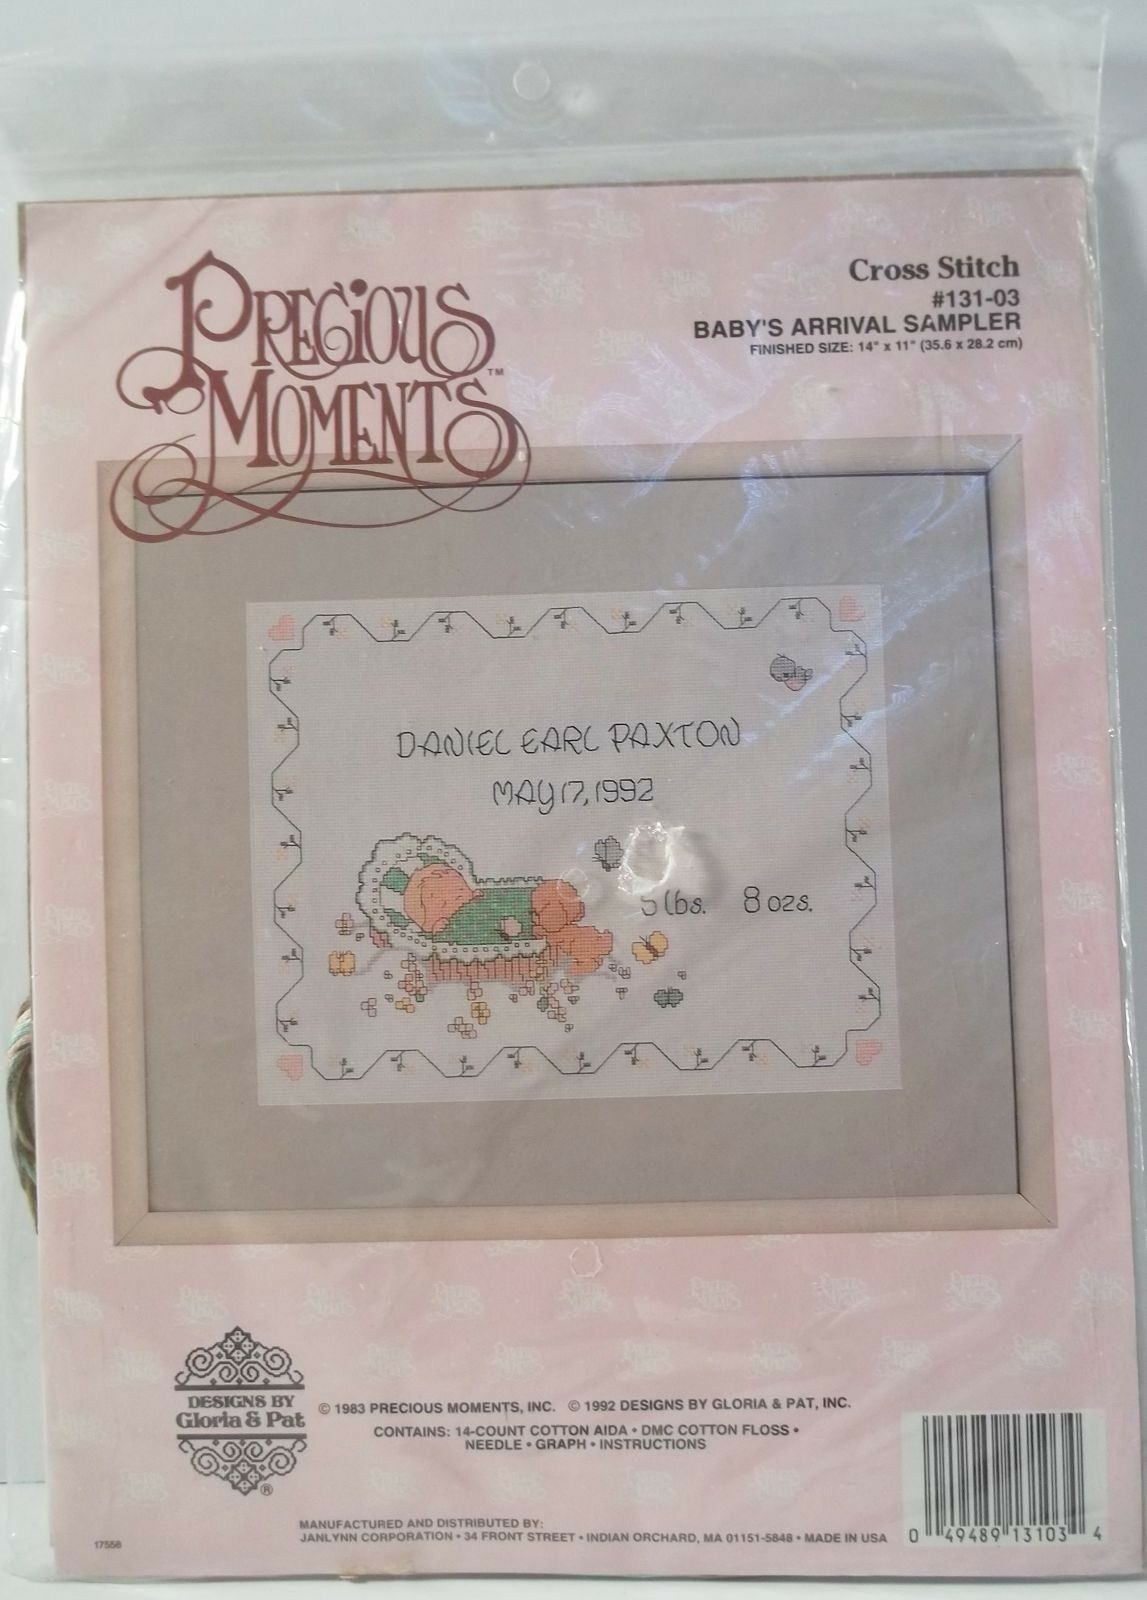 PRECIOUS
MOMENTS™
Cross Stitch
#131-03
BABY'S ARRIVAL SAMPLER
FINISHED SIZE: 14" x 11" (35.6 x 28.2 cm)
DANIEL EARL PAXTON
MAY 17, 1992
5 lbs. 8 ozs.
DESIGNS BY
Gloria & Pat
®
© 1983 PRECIOUS MOMENTS, INC. © 1992 DESIGNS BY GLORIA & PAT, INC.
CONTAINS: 14-COUNT COTTON AIDA • DMC COTTON FLOSS •
NEEDLE • GRAPH • INSTRUCTIONS
MANUFACTURED AND DISTRIBUTED BY:
JANLYNN CORPORATION • 34 FRONT STREET • INDIAN ORCHARD, MA 01151-5848 • MADE IN USA
17558
0 49489 13103 4